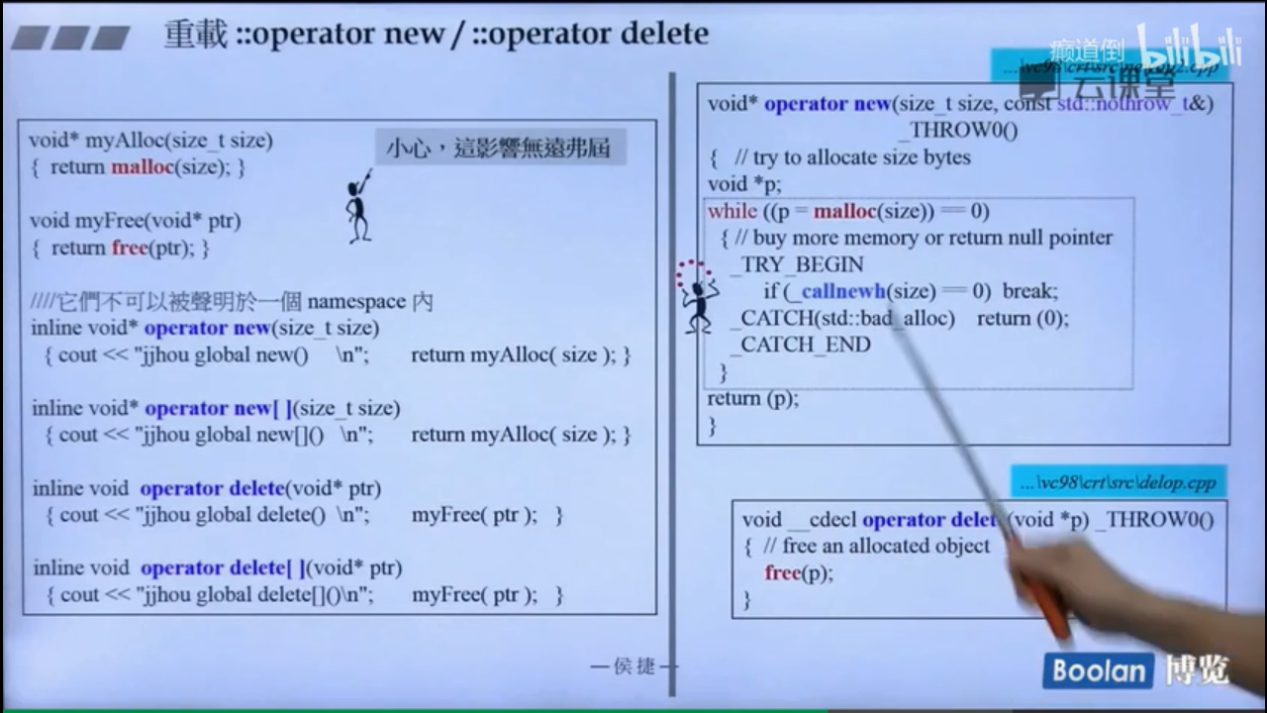 重載 ::operator new / ::operator delete
癫道倒 bilibili
云课堂
void* myAlloc(size_t size)
{ return malloc(size); }
小心，這影響無遠弗屆
void myFree(void* ptr)
{ return free(ptr); }
////它們不可以被聲明於一個 namespace 內
inline void* operator new(size_t size)
{ cout << "jjhou global new() \n"; return myAlloc( size ); }
inline void* operator new[ ](size_t size)
{ cout << "jjhou global new[]() \n"; return myAlloc( size ); }
inline void operator delete(void* ptr)
{ cout << "jjhou global delete() \n"; myFree( ptr ); }
inline void operator delete[ ](void* ptr)
{ cout << "jjhou global delete[]()\n"; myFree( ptr ); }
void* operator new(size_t size, const std::nothrow_t&)
_THROW0()
{ // try to allocate size bytes
void *p;
while ((p = malloc(size)) == 0)
{ // buy more memory or return null pointer
_TRY_BEGIN
if (_callnewh(size) == 0) break;
_CATCH(std::bad_alloc) return (0);
_CATCH_END
}
return (p);
}
...\vc98\crt\src\delop.cpp
void __cdecl operator delet (void *p) _THROW0()
{ // free an allocated object
free(p);
}
—侯捷—
Boolan 博览